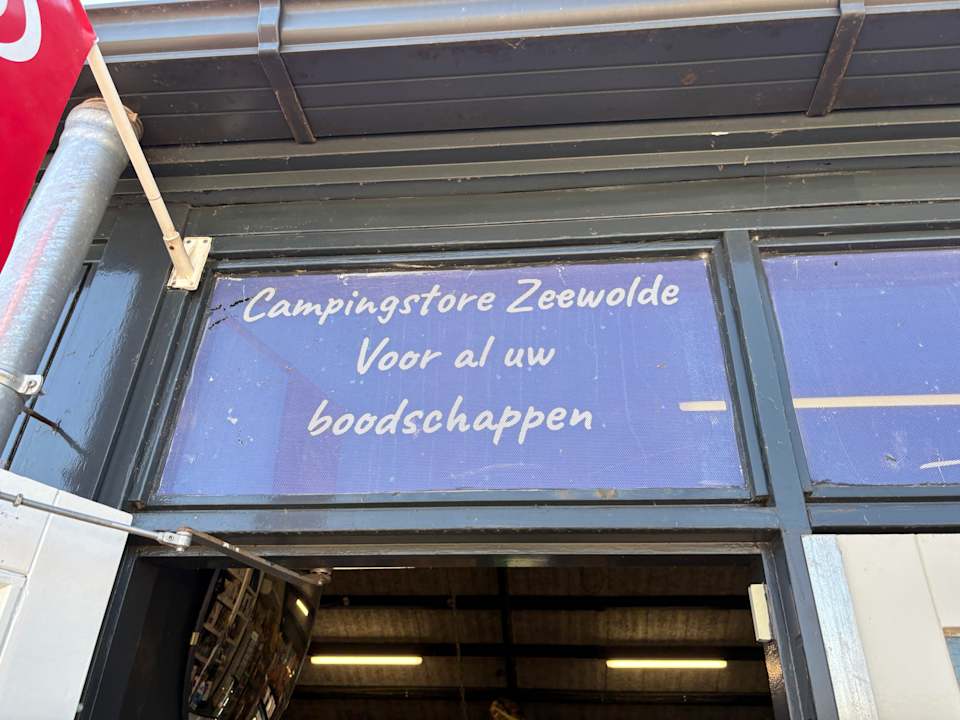 Campingstore Zeewolde
Voor al uw
boodschappen